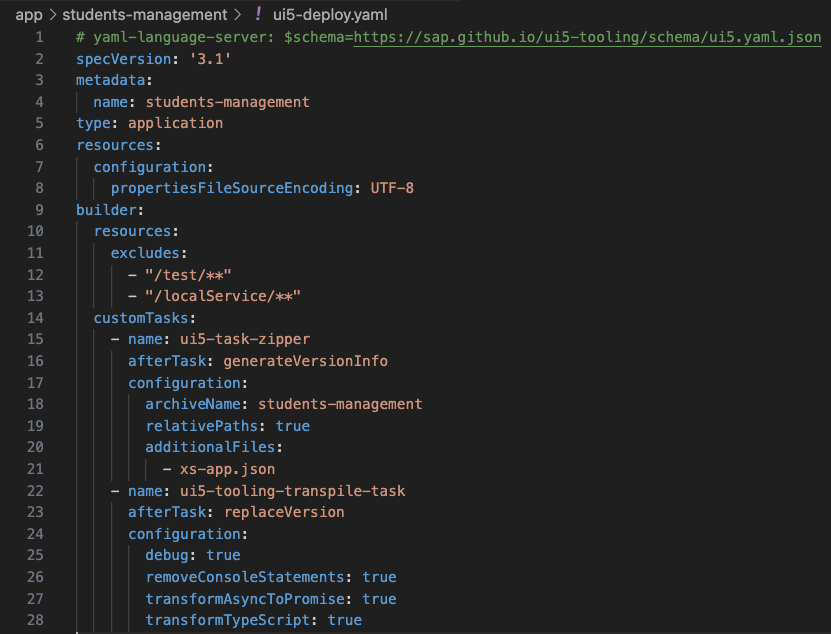 app > students-management > ! ui5-deploy.yaml
1 # yaml-language-server: $schema=https://sap.github.io/ui5-tooling/schema/ui5.yaml.json
2 specVersion: '3.1'
3 metadata:
4   name: students-management
5 type: application
6 resources:
7   configuration:
8     propertiesFileSourceEncoding: UTF-8
9 builder:
10   resources:
11     excludes:
12       - "/test/**"
13       - "/localService/**"
14   customTasks:
15     - name: ui5-task-zipper
16       afterTask: generateVersionInfo
17       configuration:
18         archiveName: students-management
19         relativePaths: true
20         additionalFiles:
21           - xs-app.json
22     - name: ui5-tooling-transpile-task
23       afterTask: replaceVersion
24       configuration:
25         debug: true
26         removeConsoleStatements: true
27         transformAsyncToPromise: true
28         transformTypeScript: true